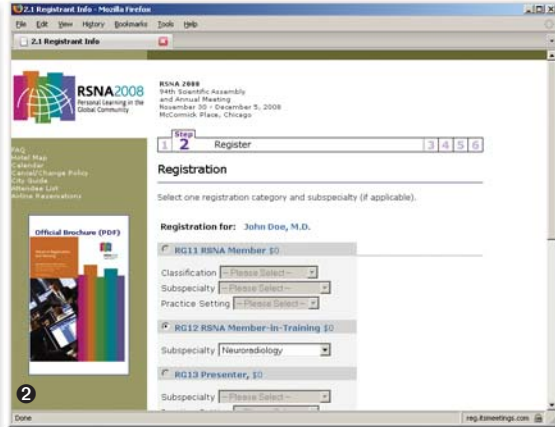 2.1 Registrant Info - Mozilla Firefox
File Edit View History Bookmarks Tools Help
2.1 Registrant Info
RSNA2008
Personal Learning in the
Global Community
RSNA 2008
94th Scientific Assembly
and Annual Meeting
November 30 - December 5, 2008
McCormick Place, Chicago
FAQ
Hotel Map
Calendar
Cancel/Change Policy
City Guide
Attendee List
Airline Reservations
Official Brochure (PDF)
1 Step 2 Register 3 4 5 6
Registration
Select one registration category and subspecialty (if applicable).
Registration for: John Doe, M.D.
RG11 RSNA Member $0
Classification -- Please Select --
Subspecialty -- Please Select --
Practice Setting -- Please Select --
RG12 RSNA Member-in-Training $0
Subspecialty Neuroradiology
RG13 Presenter, $0
Subspecialty -- Please Select --
2
Done reg.itsmeetings.com